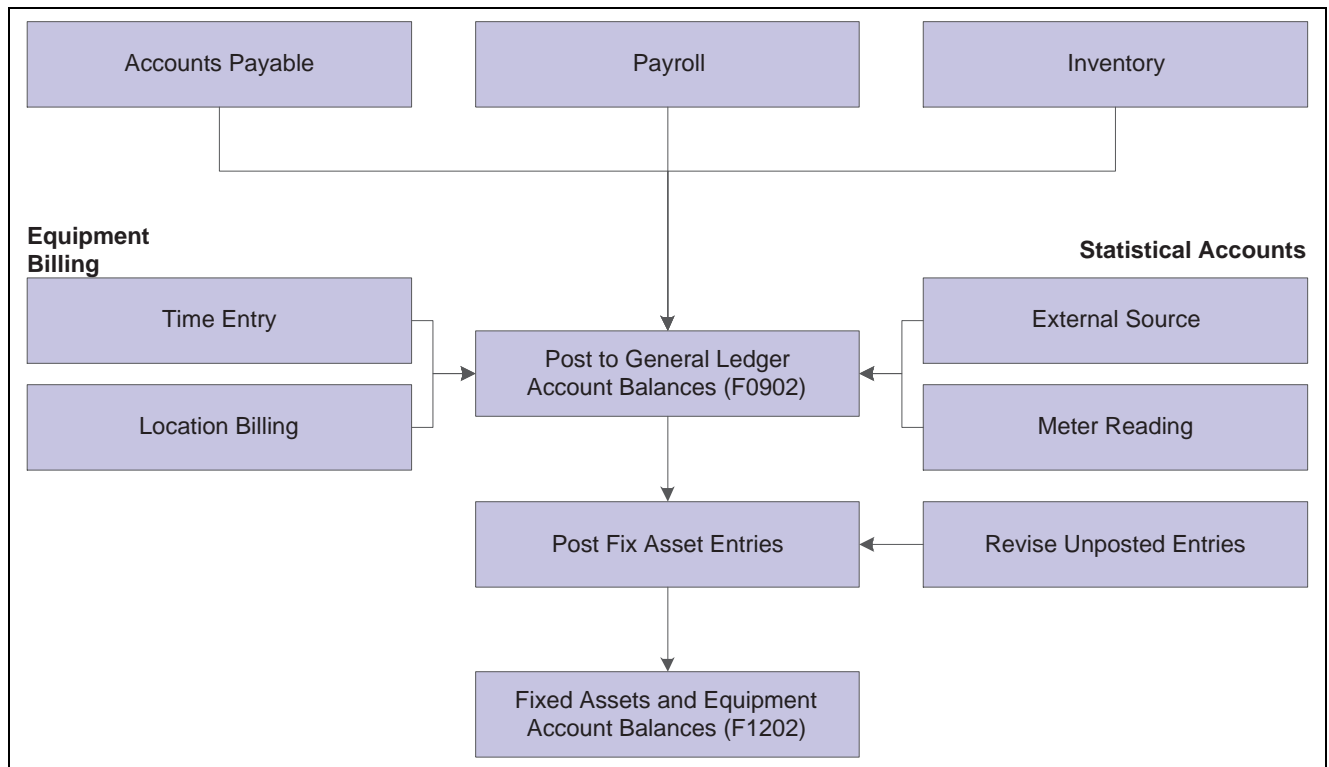 Accounts Payable
Payroll
Inventory
Equipment
Billing
Statistical Accounts
Time Entry
External Source
Post to General Ledger
Account Balances (F0902)
Location Billing
Meter Reading
Post Fix Asset Entries
Revise Unposted Entries
Fixed Assets and Equipment
Account Balances (F1202)